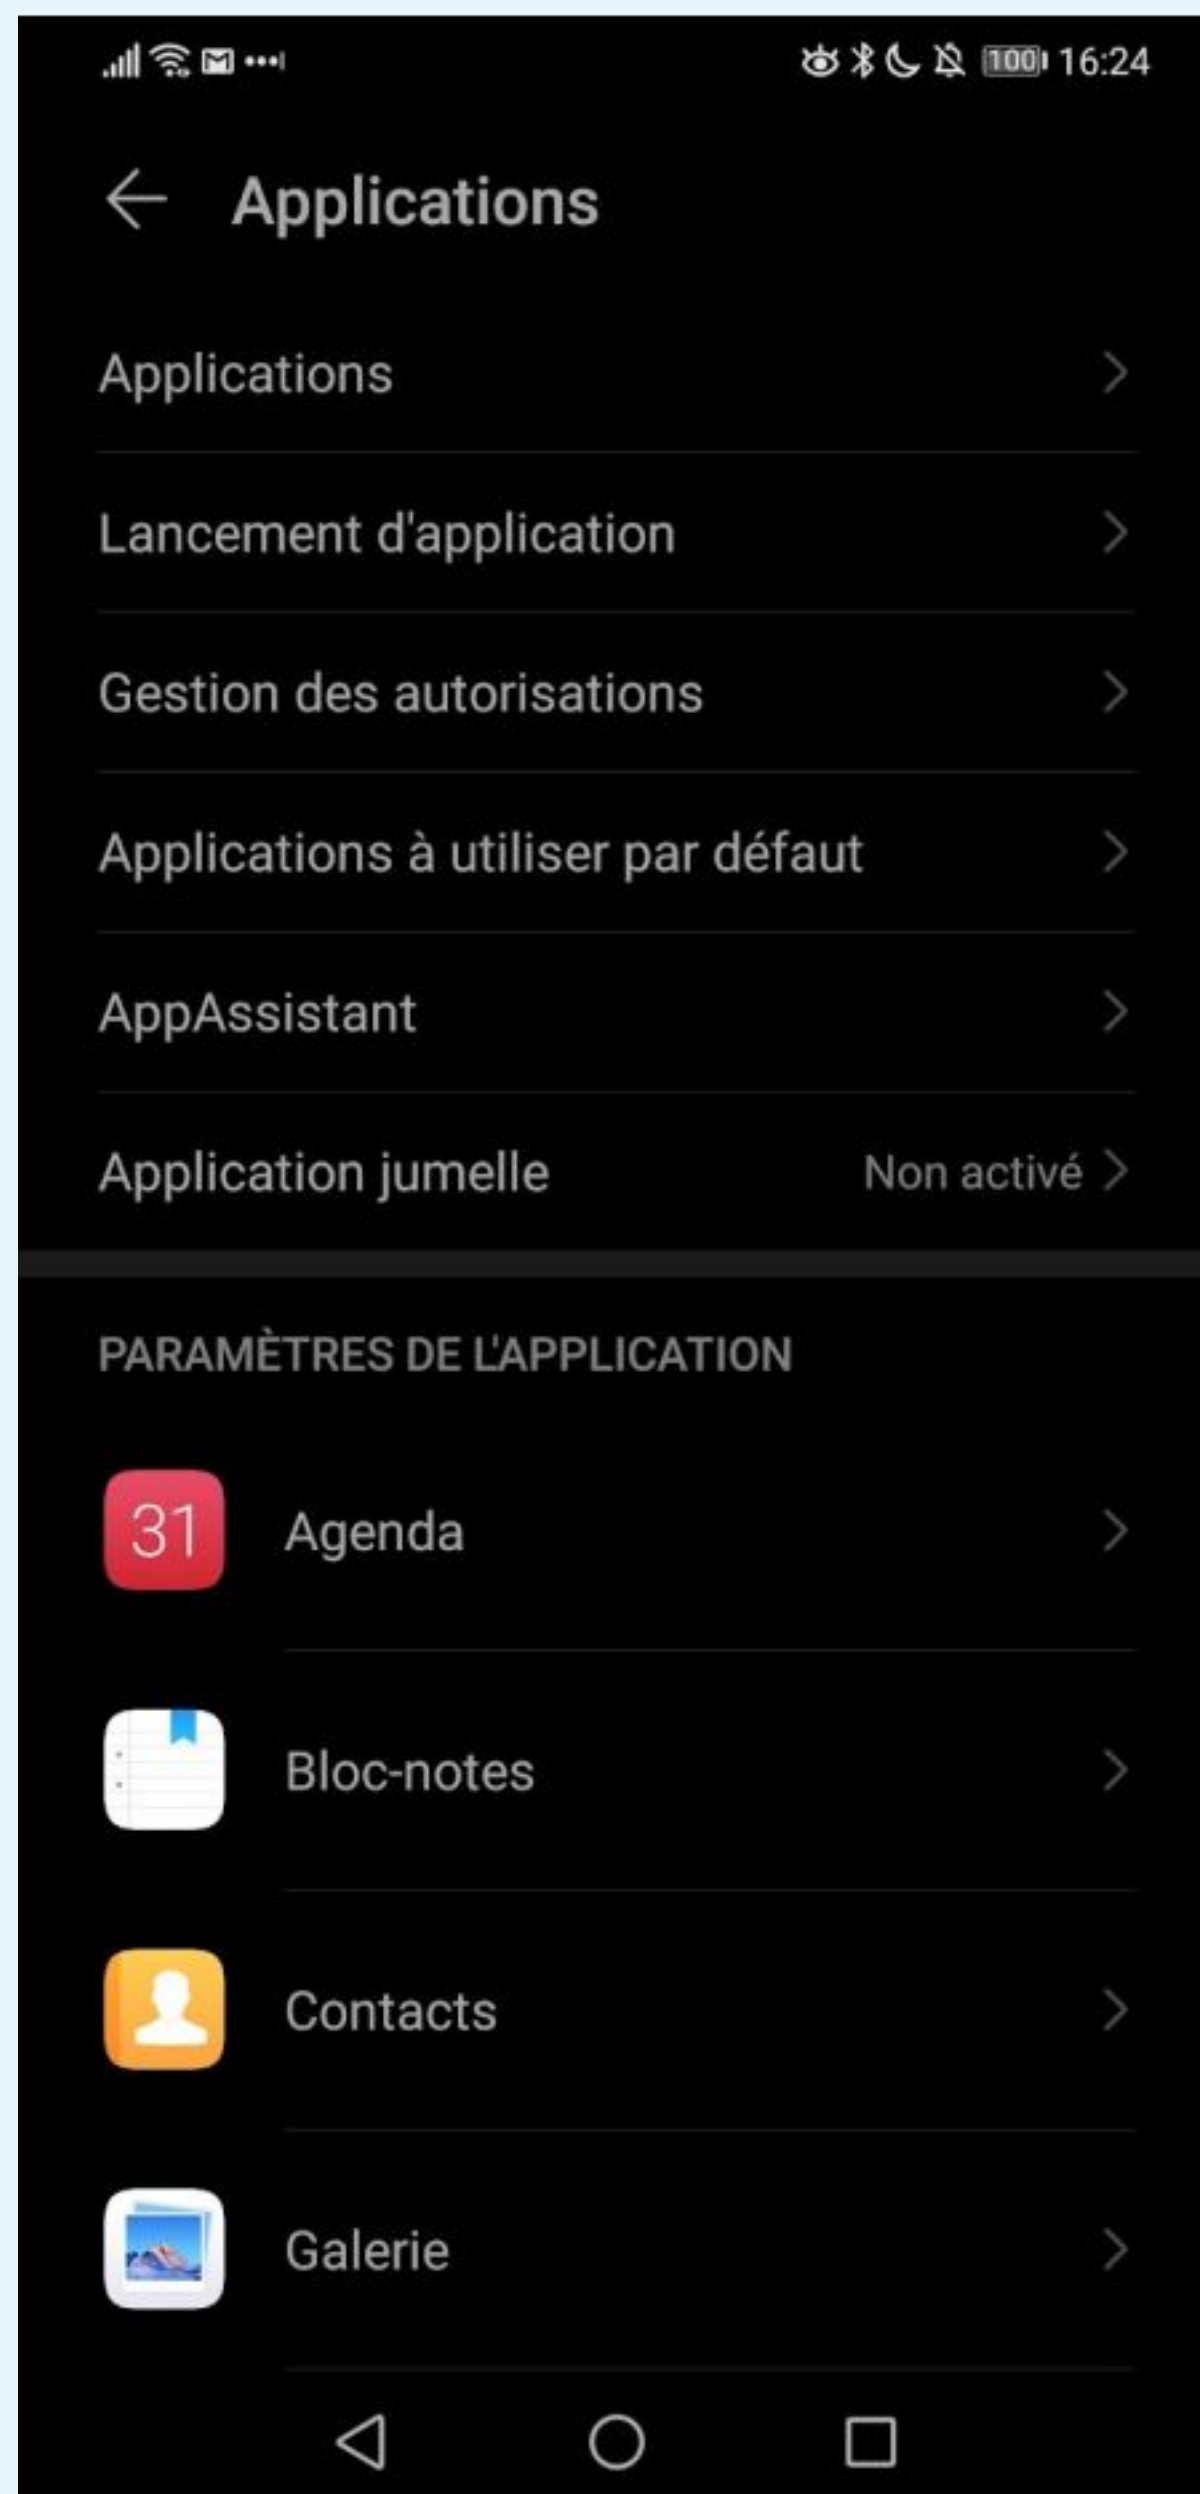 100 16:24
Applications
Applications
Lancement d'application
Gestion des autorisations
Applications à utiliser par défaut
AppAssistant
Application jumelle Non activé
PARAMÈTRES DE L'APPLICATION
31 Agenda
Bloc-notes
Contacts
Galerie